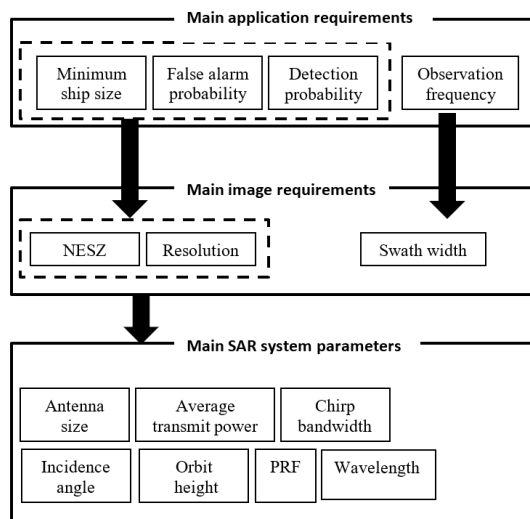 Main application requirements
Minimum
ship size
False alarm
probability
Detection
probability
Observation
frequency
Main image requirements
NESZ
Resolution
Swath width
Main SAR system parameters
Antenna
size
Average
transmit power
Chirp
bandwidth
Incidence
angle
Orbit
height
PRF
Wavelength